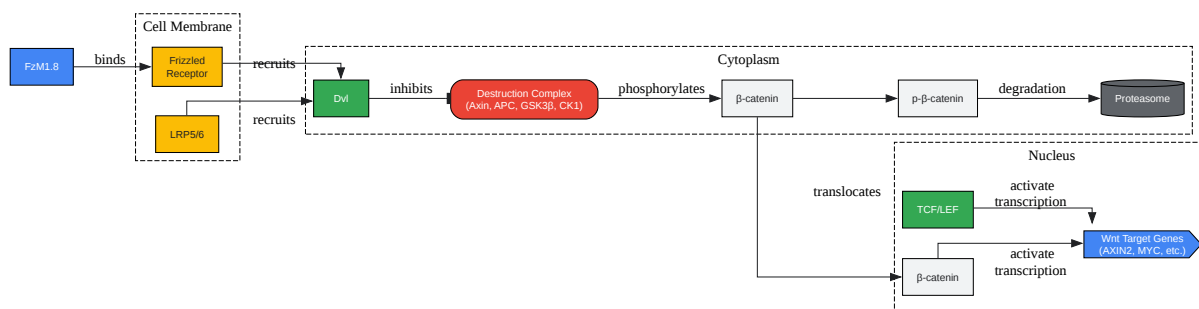 Cell Membrane
FzM1.8
binds
Frizzled
Receptor
recruits
LRP5/6
recruits
Cytoplasm
Dvl
inhibits
Destruction Complex
(Axin, APC, GSK3β, CK1)
phosphorylates
β-catenin
p-β-catenin
degradation
Proteasome
translocates
Nucleus
TCF/LEF
activate
transcription
Wnt Target Genes
(AXIN2, MYC, etc.)
β-catenin
activate
transcription